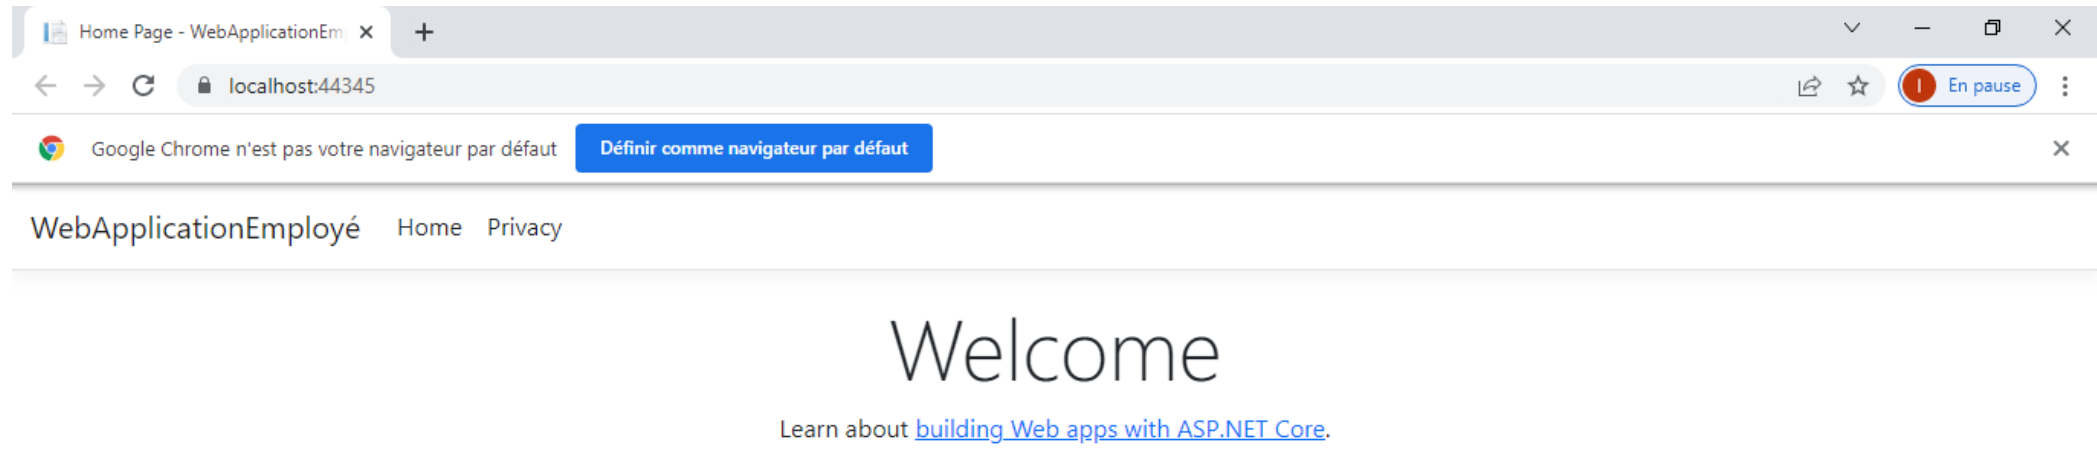 Home Page - WebApplicationEm
localhost:44345
I En pause
Google Chrome n'est pas votre navigateur par défaut Définir comme navigateur par défaut
WebApplicationEmployé Home Privacy
Welcome
Learn about building Web apps with ASP.NET Core.